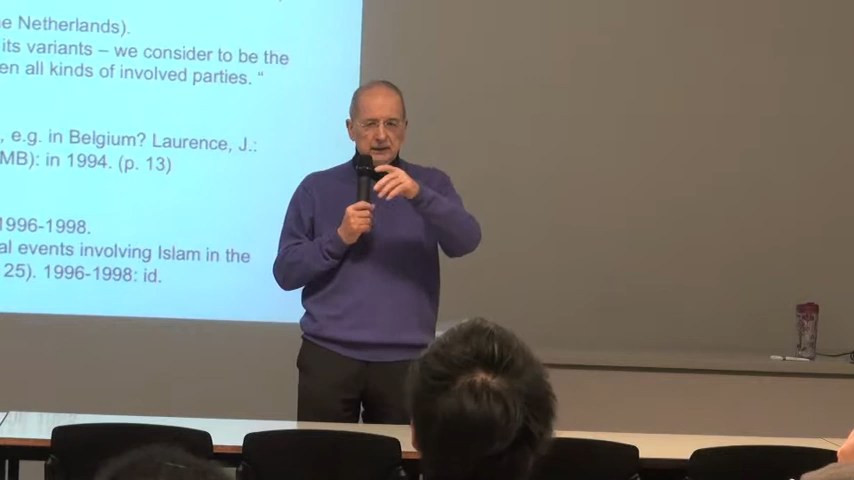 e Netherlands).
its variants – we consider to be the
en all kinds of involved parties. “
, e.g. in Belgium? Laurence, J.:
MB): in 1994. (p. 13)
1996-1998.
al events involving Islam in the
25). 1996-1998: id.